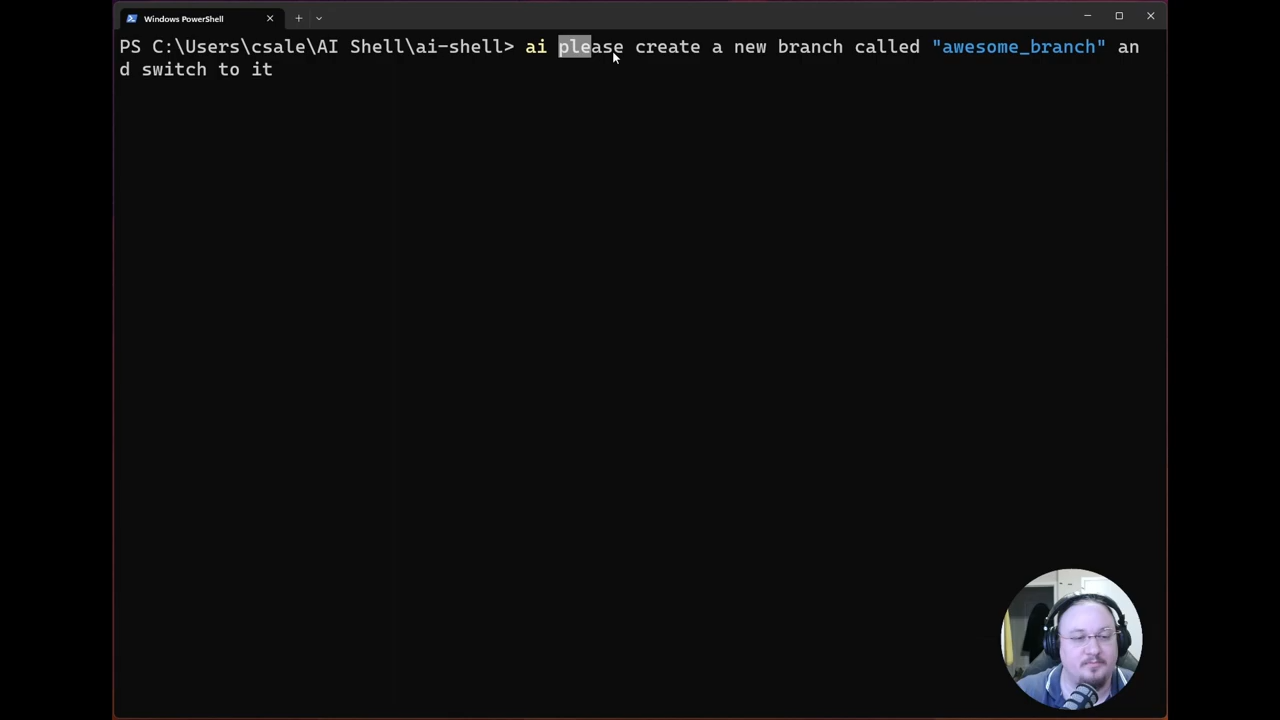 Windows PowerShell
PS C:\Users\csale\AI Shell\ai-shell> ai please create a new branch called "awesome_branch" an
d switch to it